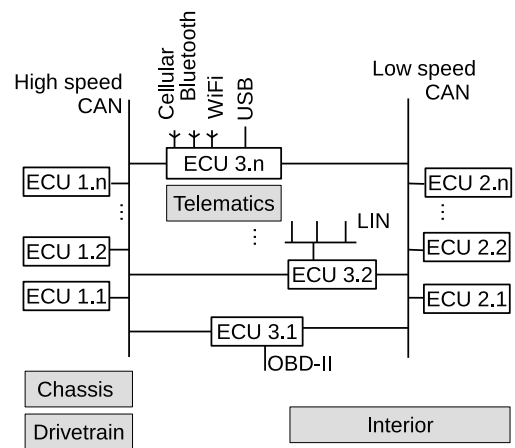 Cellular
Bluetooth
WiFi
USB
High speed
CAN
Low speed
CAN
ECU 3.n
ECU 1.n
ECU 2.n
Telematics
...
...
...
LIN
ECU 1.2
ECU 2.2
ECU 3.2
ECU 1.1
ECU 2.1
ECU 3.1
OBD-II
Chassis
Drivetrain
Interior